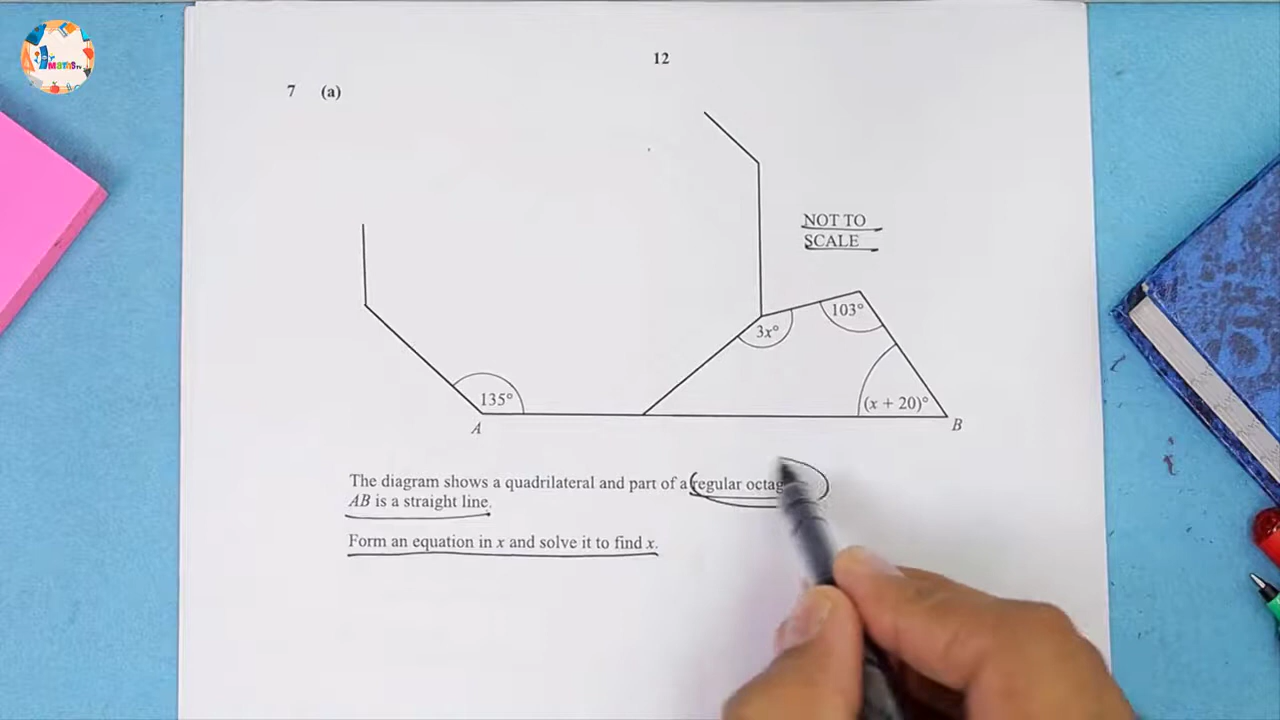 MATHSTV
12
7 (a)
NOT TO
SCALE
103°
3x°
135°
(x + 20)°
A
B
The diagram shows a quadrilateral and part of a regular octag
AB is a straight line.
Form an equation in x and solve it to find x.